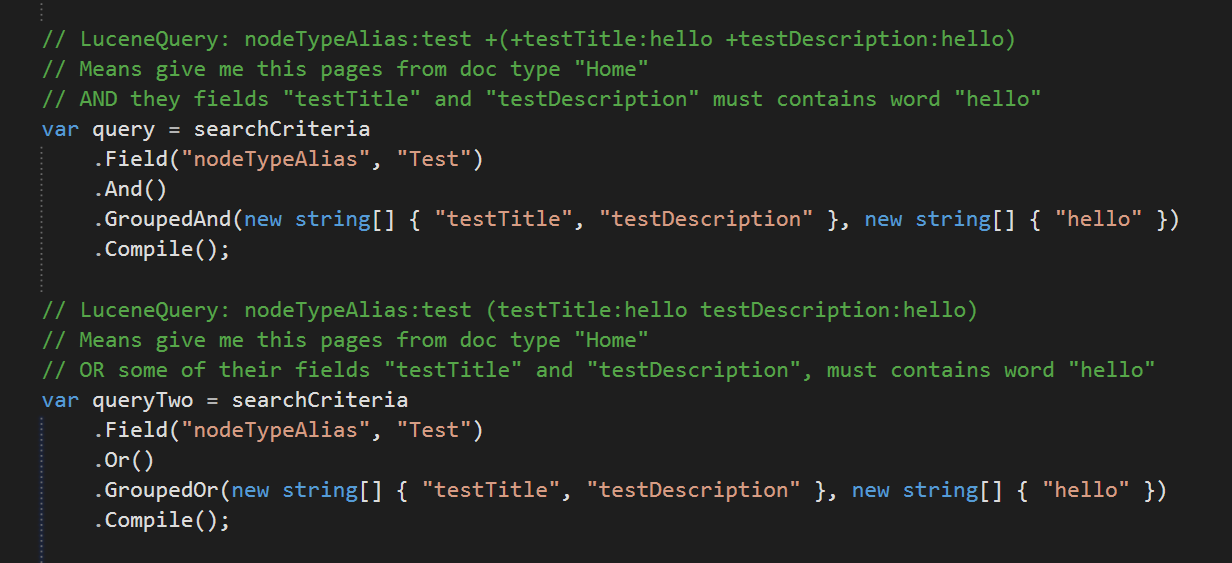 // LuceneQuery: nodeTypeAlias:test +(+testTitle:hello +testDescription:hello)
// Means give me this pages from doc type "Home"
// AND they fields "testTitle" and "testDescription" must contains word "hello"
var query = searchCriteria
.Field("nodeTypeAlias", "Test")
.And()
.GroupedAnd(new string[] { "testTitle", "testDescription" }, new string[] { "hello" })
.Compile();
// LuceneQuery: nodeTypeAlias:test (testTitle:hello testDescription:hello)
// Means give me this pages from doc type "Home"
// OR some of their fields "testTitle" and "testDescription", must contains word "hello"
var queryTwo = searchCriteria
.Field("nodeTypeAlias", "Test")
.Or()
.GroupedOr(new string[] { "testTitle", "testDescription" }, new string[] { "hello" })
.Compile();